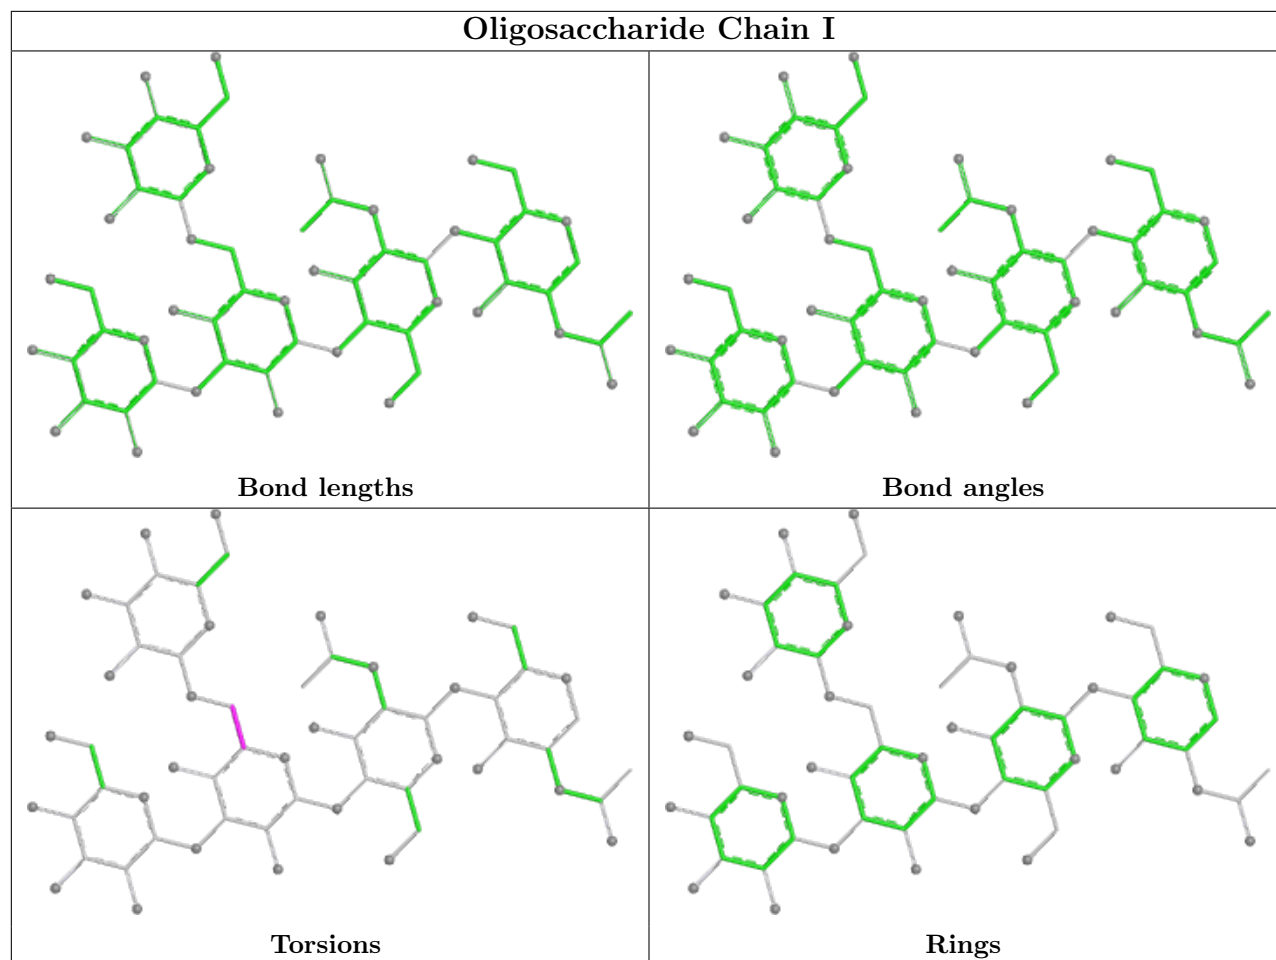 Oligosaccharide Chain I
Bond lengths
Bond angles
Torsions
Rings